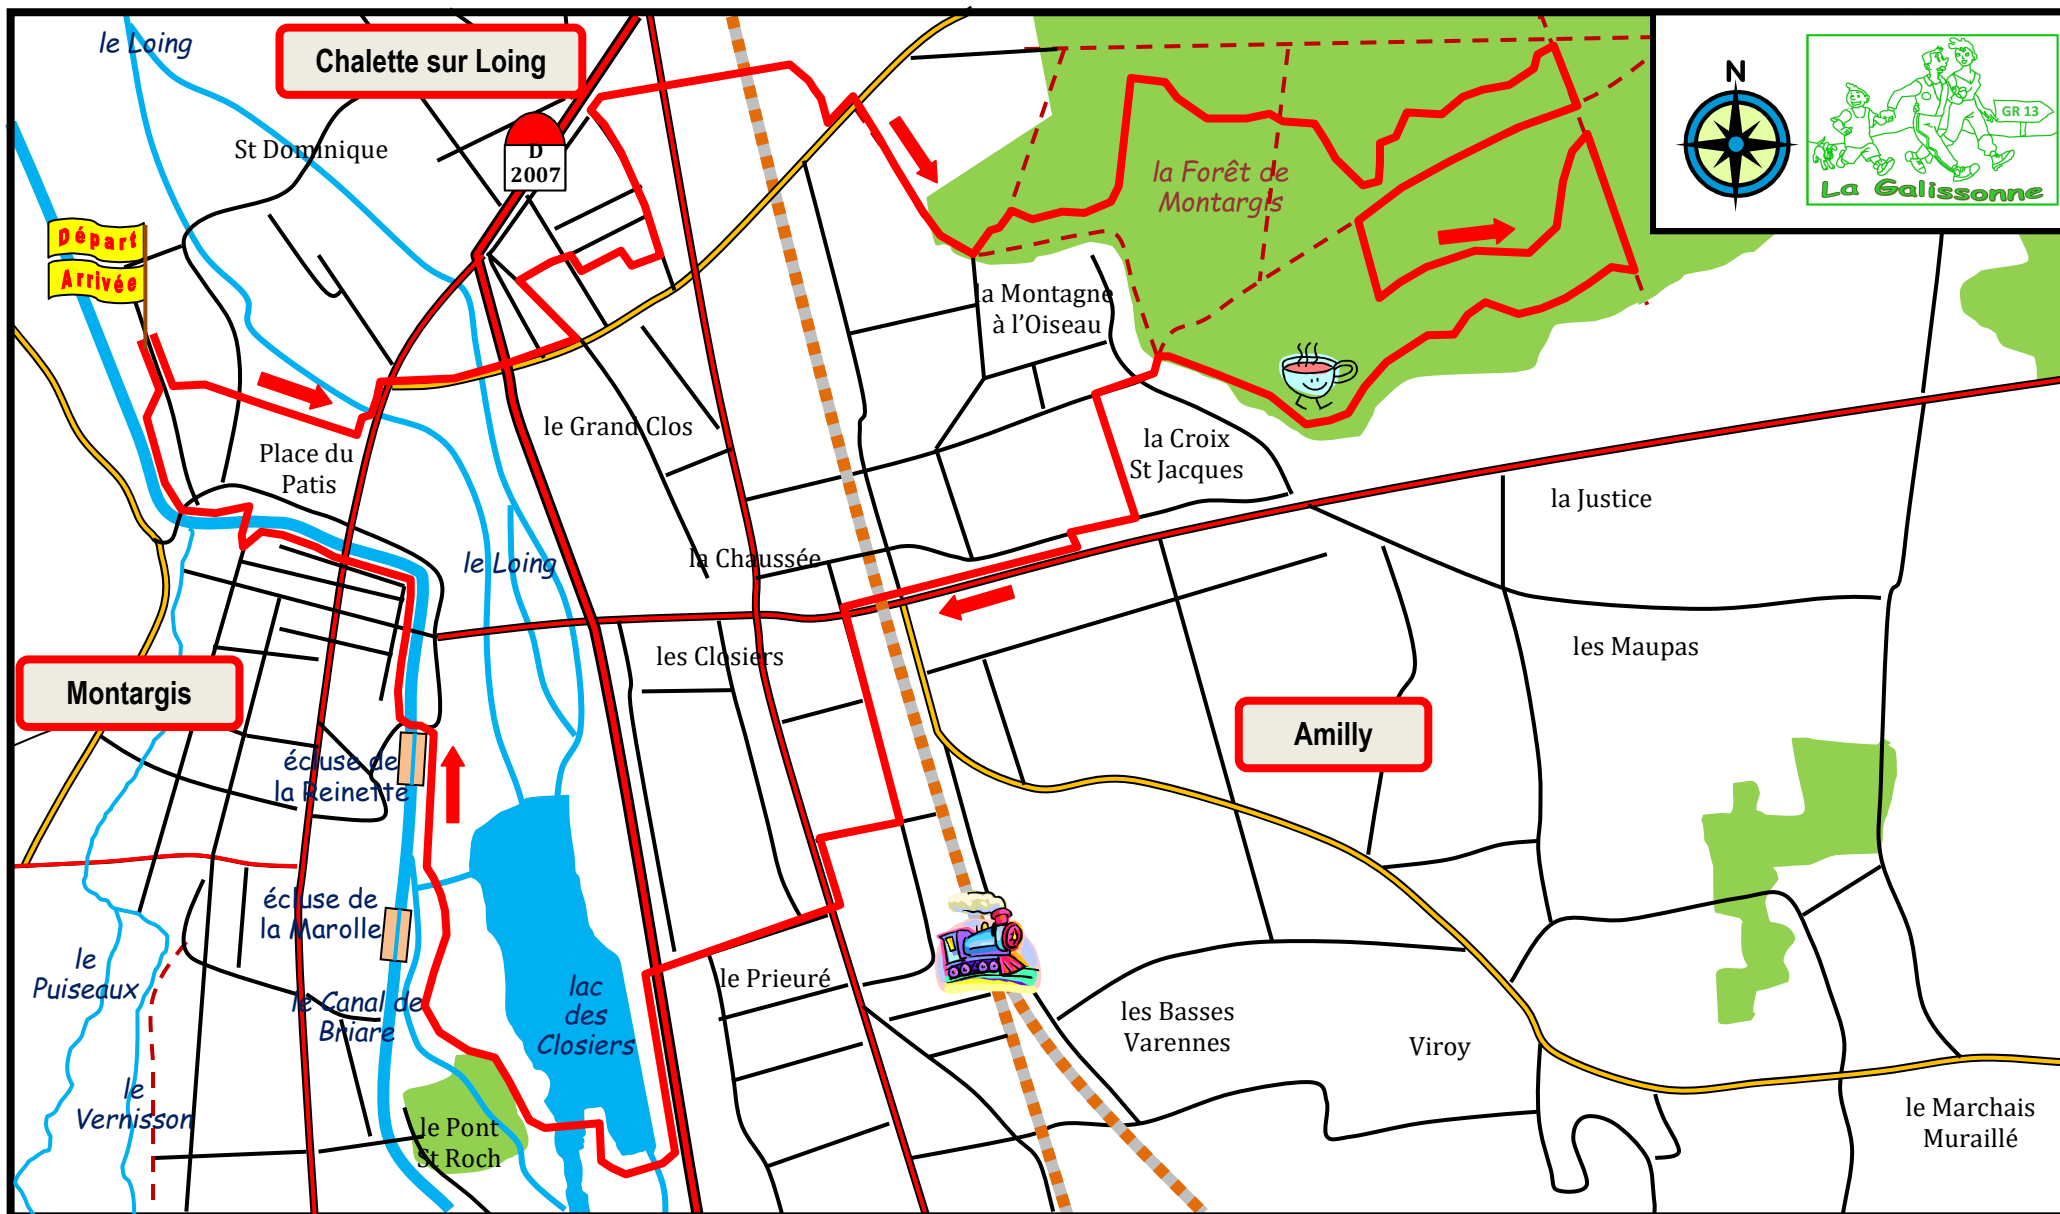 le Loing
Chalette sur Loing
N
GR 13
La Galissonne
St Dominique
D
2007
la Forêt de
Montargis
Départ
Arrivée
la Montagne
à l'Oiseau
le Grand Clos
la Croix
St Jacques
Place du
Patis
la Justice
la Chaussée
le Loing
les Closiers
les Maupas
Montargis
Amilly
écluse de
la Reinette
écluse de
la Marolle
le
Puiseaux
le Canal de
Briare
lac
des
Closiers
le Prieuré
les Basses
Varennes
Viroy
le
Vernisson
le Pont
St Roch
le Marchais
Muraillé